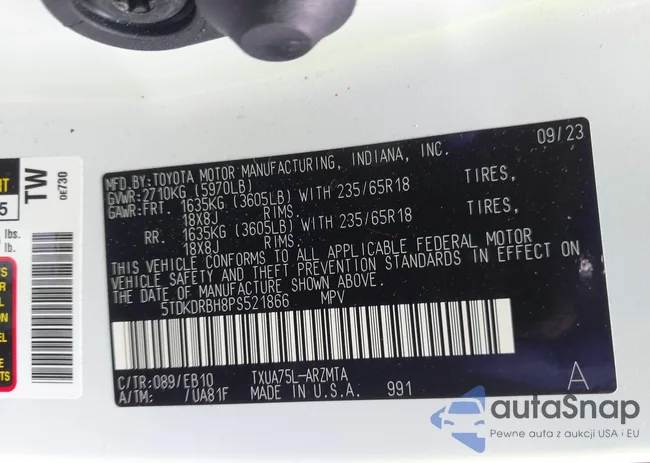 09/23
MFD.BY:TOYOTA MOTOR MANUFACTURING, INDIANA, INC.
GVWR:2710KG (5970LB)
GAWR:FRT. 1635KG (3605LB) WITH 235/65R18 TIRES,
18X8J RIMS.
RR. 1635KG (3605LB) WITH 235/65R18 TIRES,
18X8J RIMS.
THIS VEHICLE CONFORMS TO ALL APPLICABLE FEDERAL MOTOR
VEHICLE SAFETY AND THEFT PREVENTION STANDARDS IN EFFECT ON
THE DATE OF MANUFACTURE SHOWN ABOVE.
5TDKDRBH8PS521866 MPV
C/TR:089/EB10 TXUA75L-ARZMTA
A/TM: /UA81F MADE IN U.S.A. 991
A
TW
0E730
5
lbs.
lb.
autaSnap
Pewne auta z aukcji USA i EU